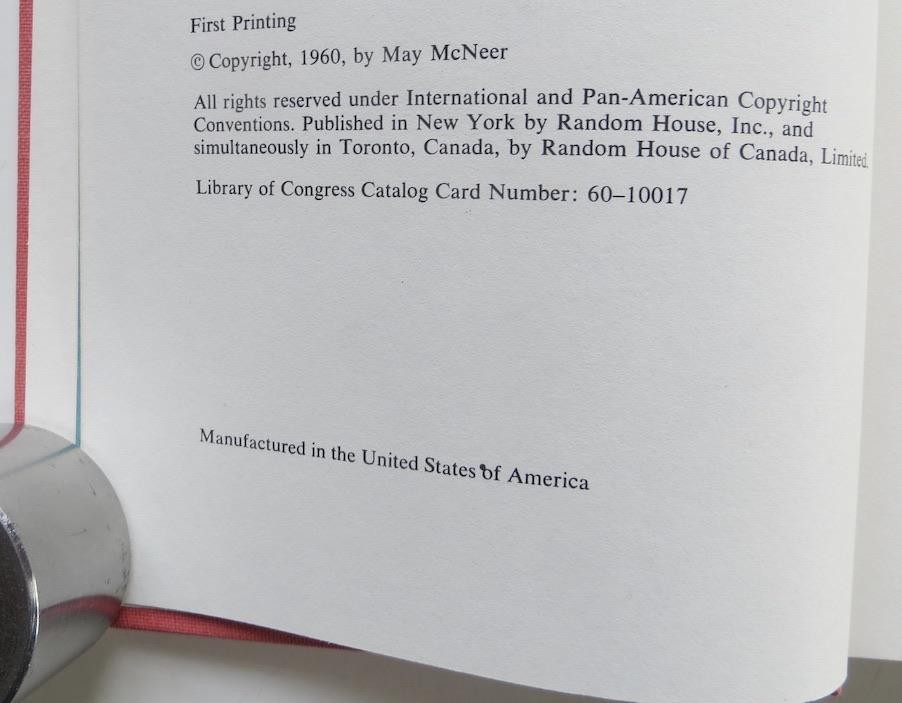 First Printing
© Copyright, 1960, by May McNeer
All rights reserved under International and Pan-American Copyright
Conventions. Published in New York by Random House, Inc., and
simultaneously in Toronto, Canada, by Random House of Canada, Limited.
Library of Congress Catalog Card Number: 60–10017
Manufactured in the United States of America